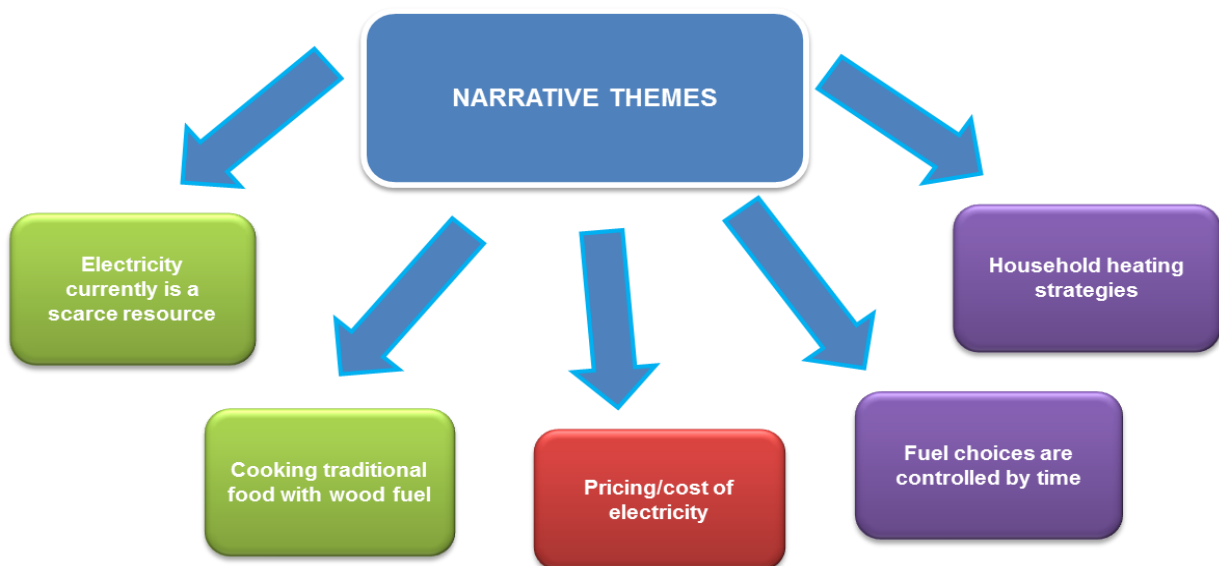 NARRATIVE THEMES
Electricity
currently is a
scarce resource
Cooking traditional
food with wood fuel
Pricing/cost of
electricity
Fuel choices are
controlled by time
Household heating
strategies